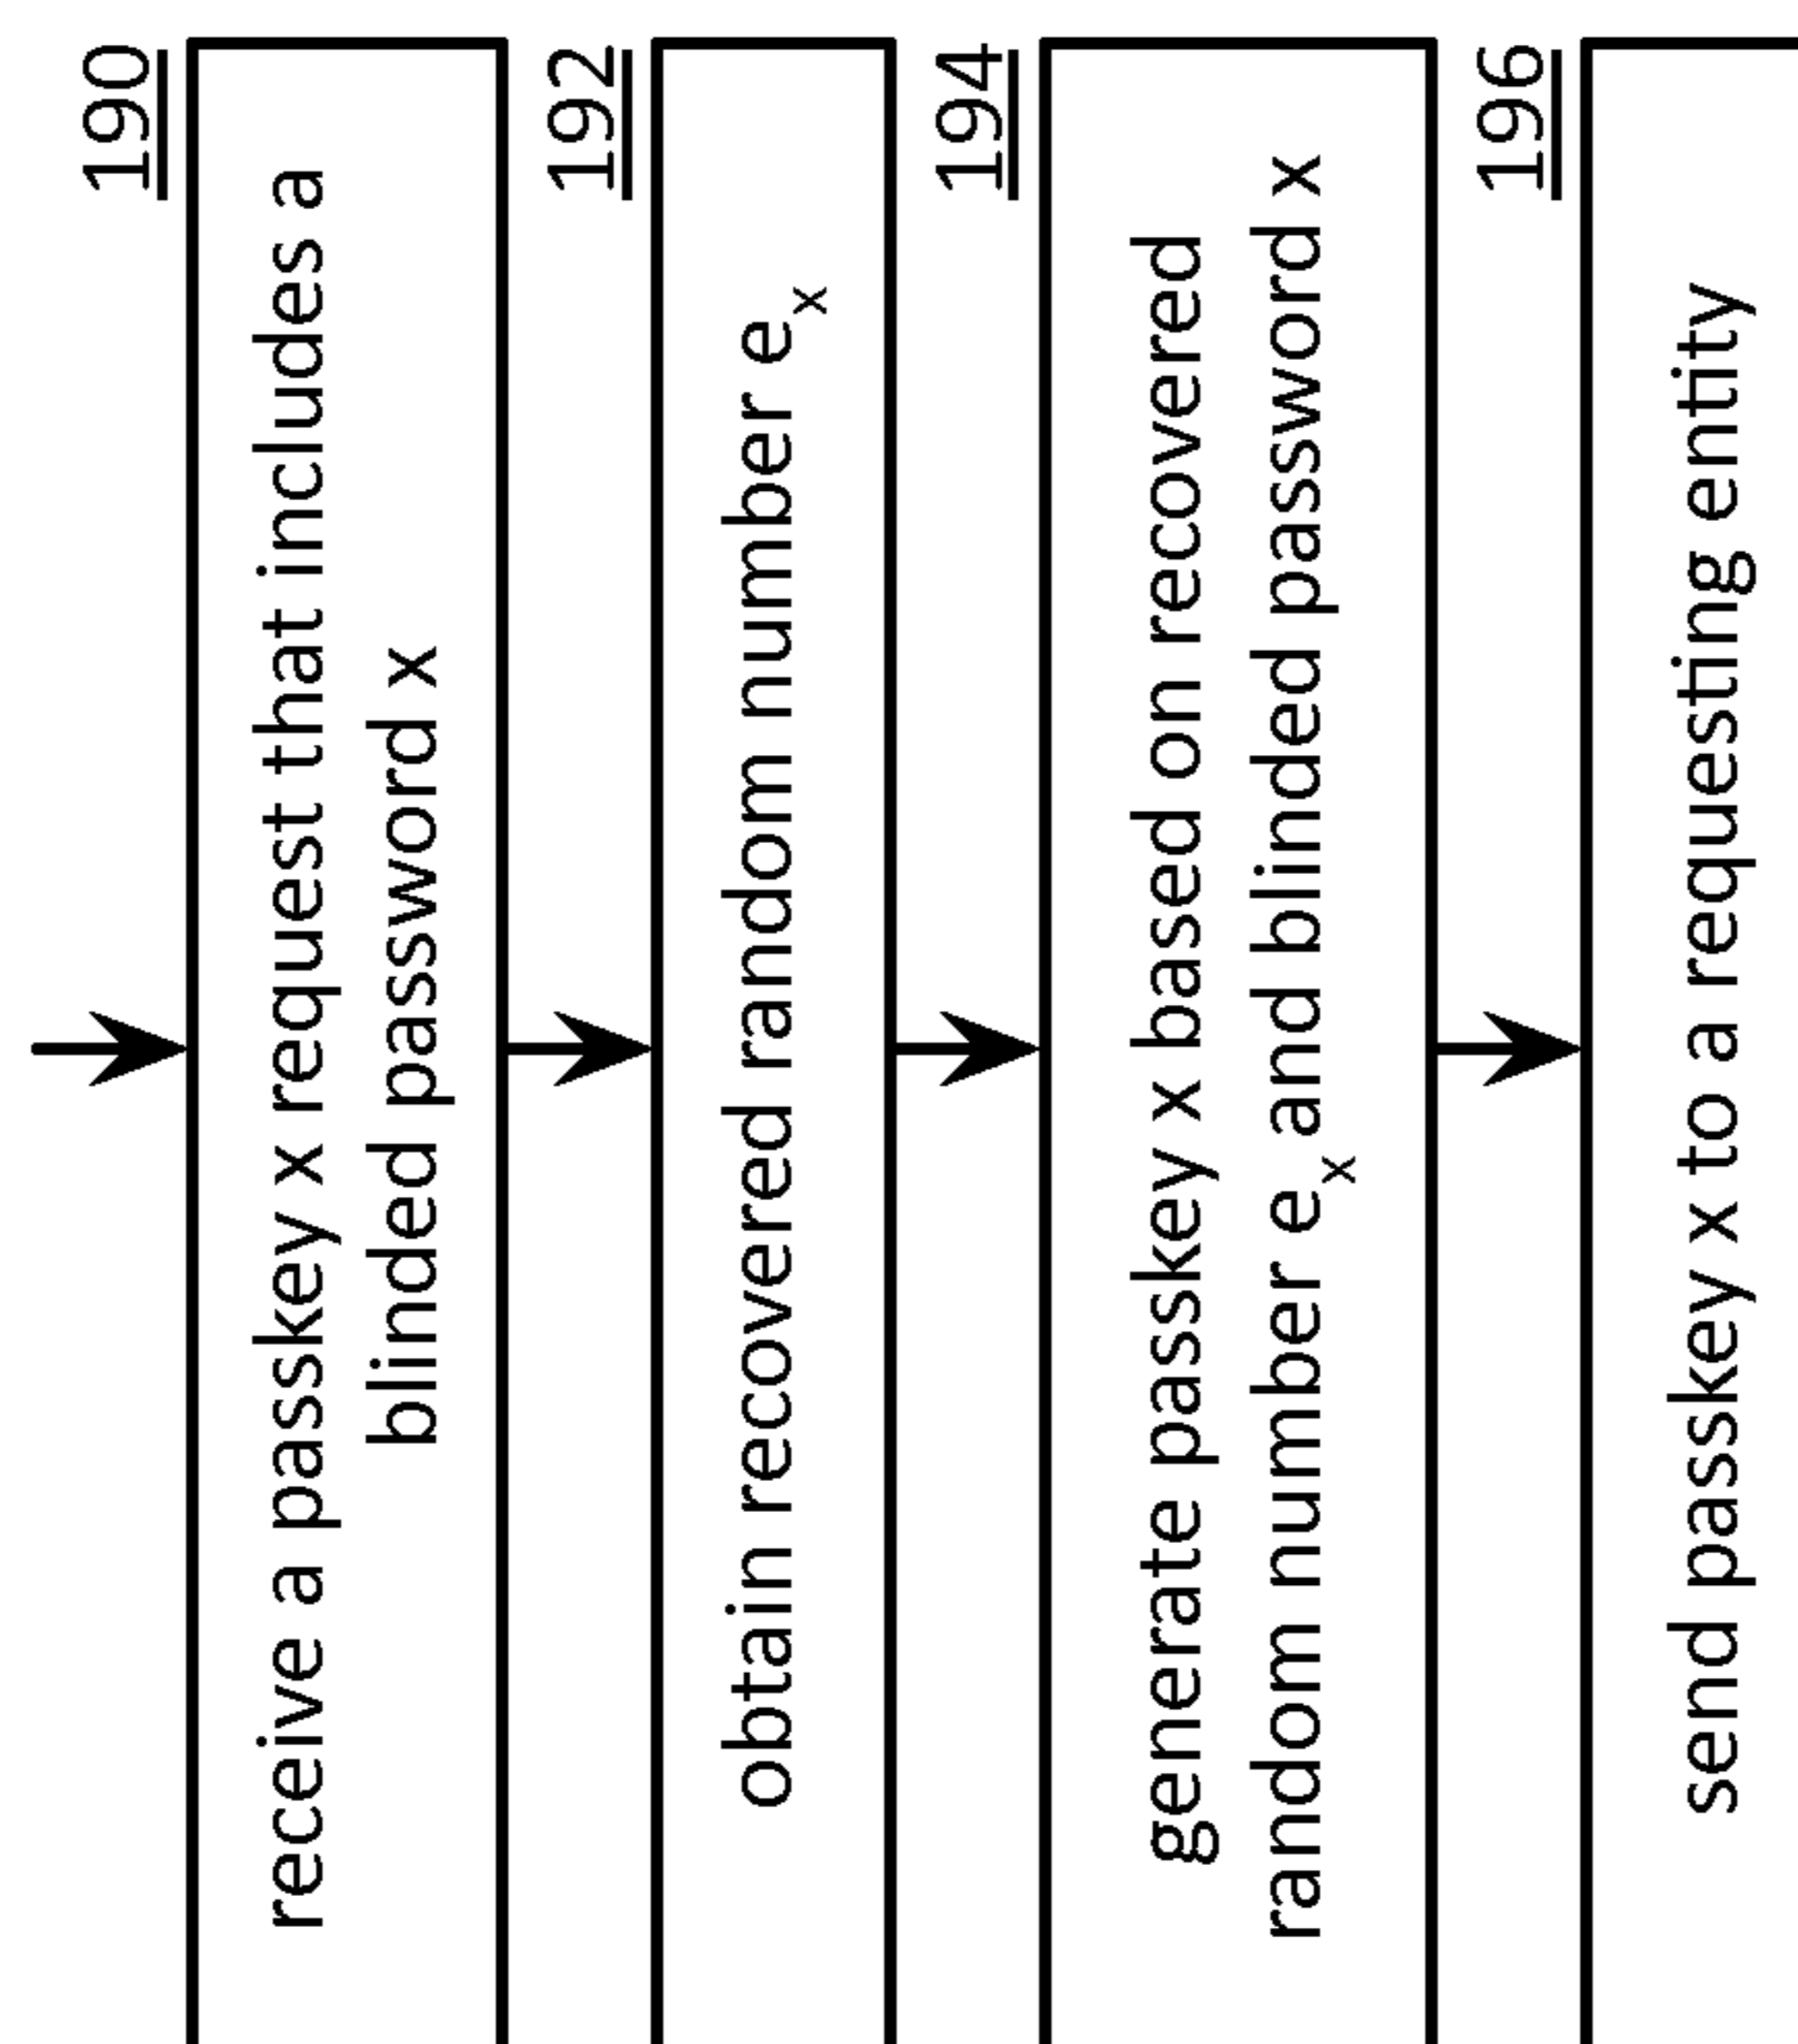 190
receive a passkey x request that includes a
blinded password x
192
obtain recovered random number eₓ
194
generate passkey x based on recovered
random number eₓ and blinded password x
196
send passkey x to a requesting entity